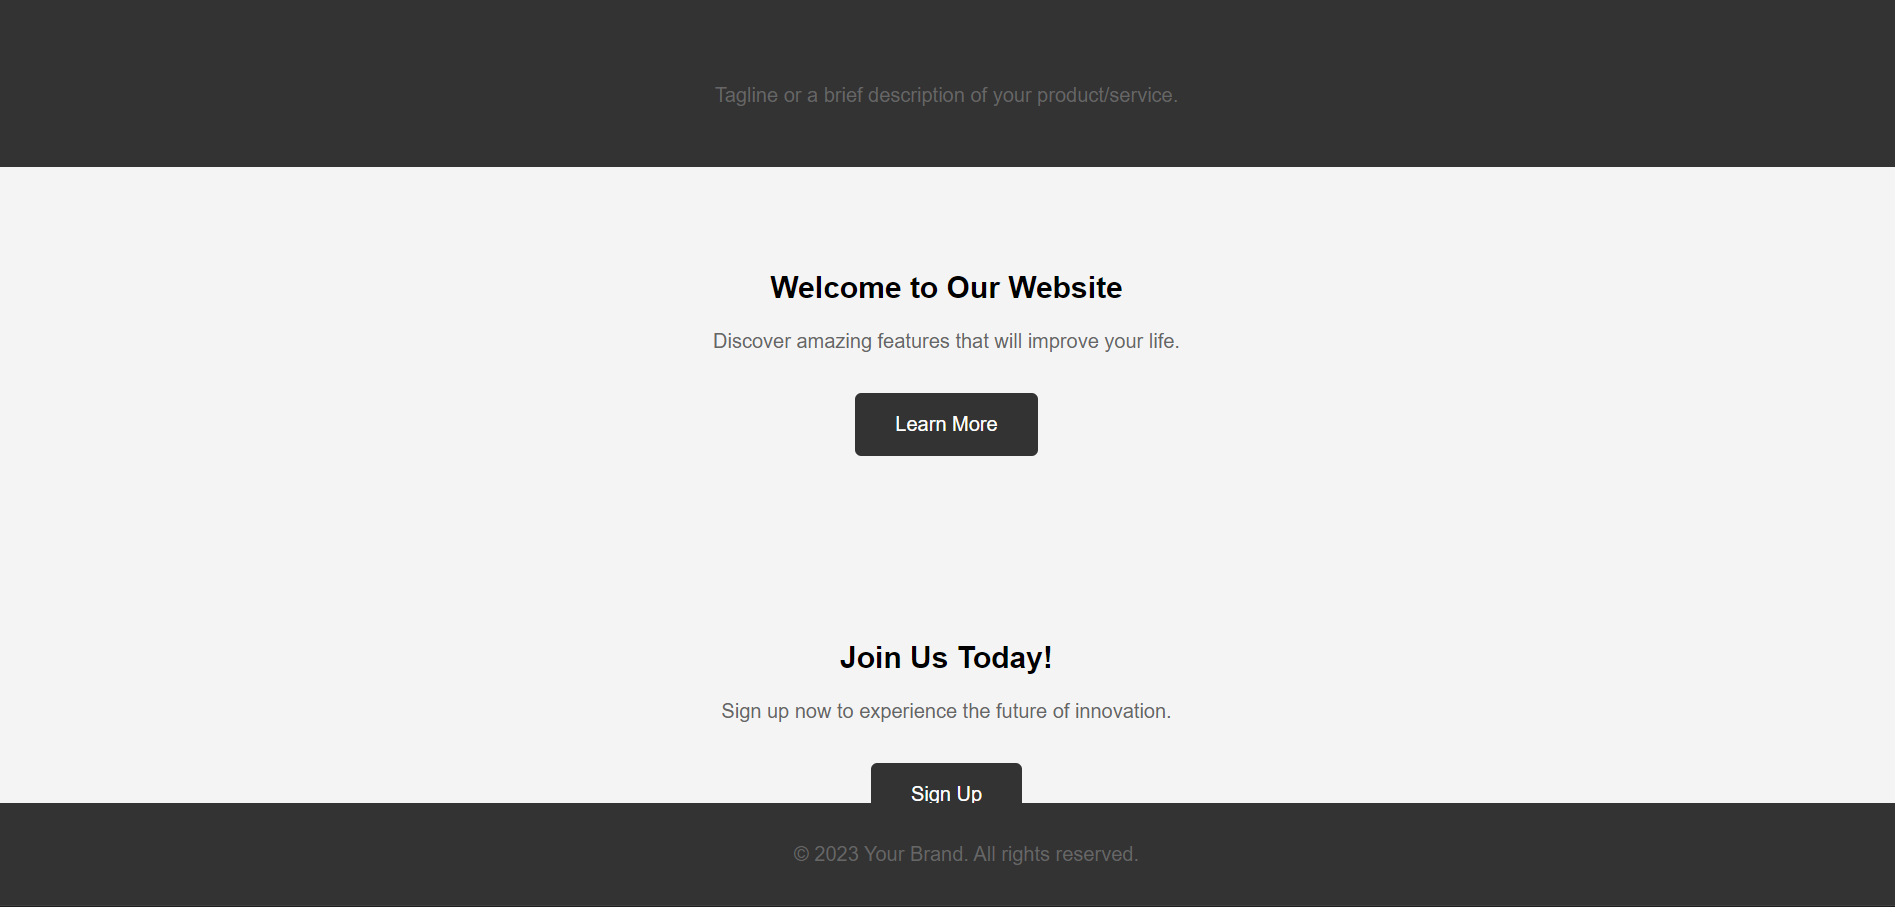 Tagline or a brief description of your product/service.
Welcome to Our Website
Discover amazing features that will improve your life.
Learn More
Join Us Today!
Sign up now to experience the future of innovation.
Sign Up
© 2023 Your Brand. All rights reserved.